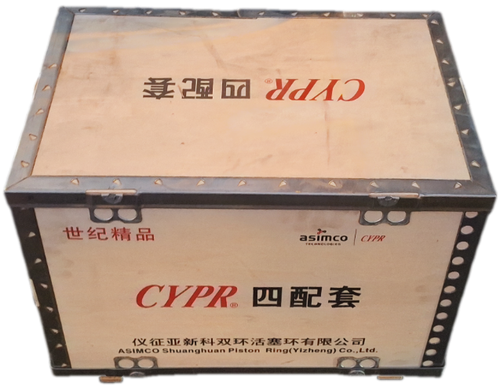 CYPR® 四配套
世纪精品
asimco TECHNOLOGIES | CYPR
CYPR® 四配套
仪征亚新科双环活塞环有限公司
ASIMCO Shuanghuan Piston Ring(Yizheng) Co.,Ltd.